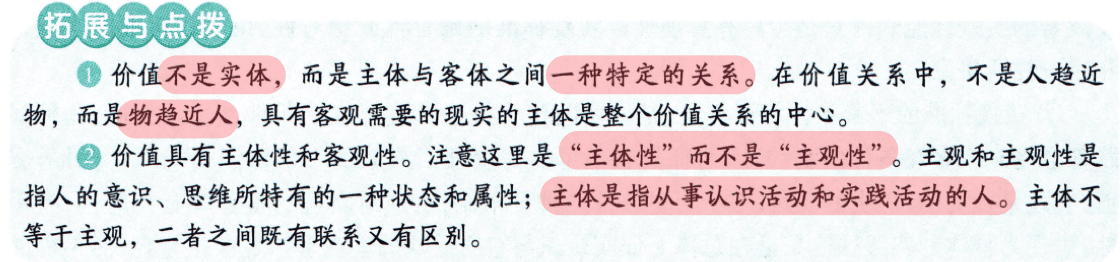 拓展与点拨
❶ 价值不是实体，而是主体与客体之间一种特定的关系。在价值关系中，不是人趋近
物，而是物趋近人，具有客观需要的现实的主体是整个价值关系的中心。
❷ 价值具有主体性和客观性。注意这里是“主体性”而不是“主观性”。主观和主观性是
指人的意识、思维所特有的一种状态和属性；主体是指从事认识活动和实践活动的人。主体不
等于主观，二者之间既有联系又有区别。